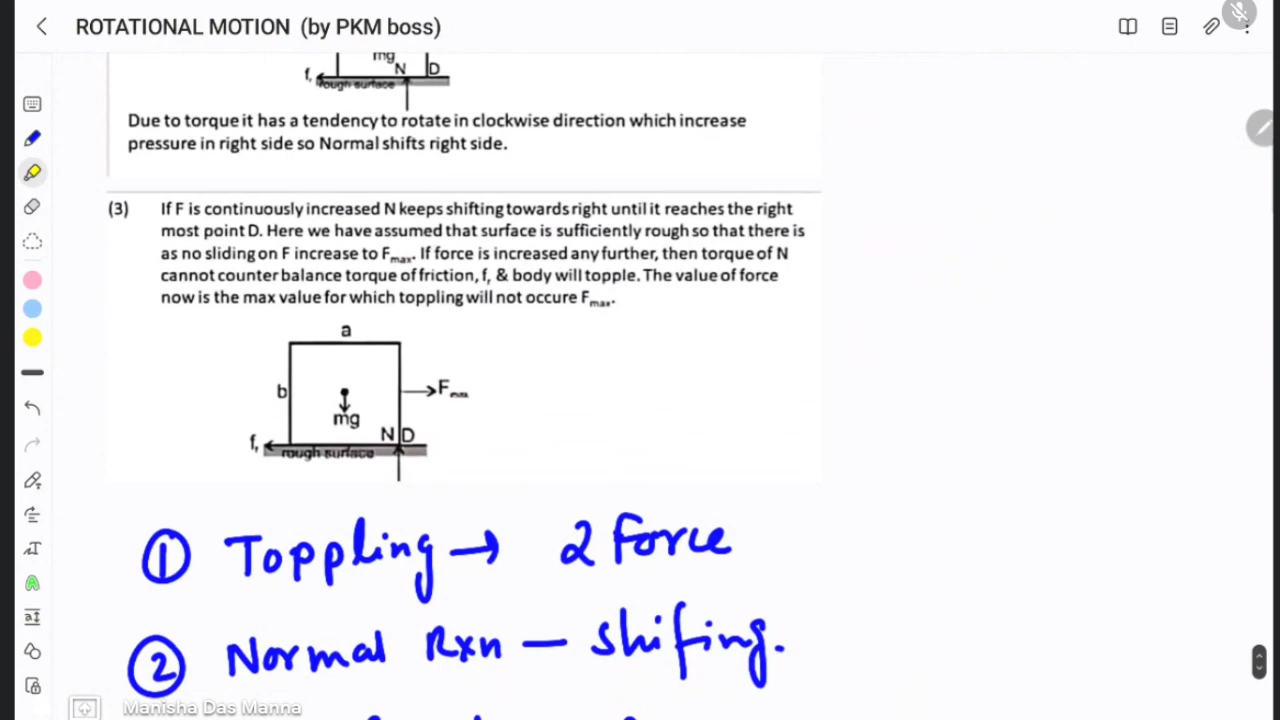 ROTATIONAL MOTION (by PKM boss)
mg
N D
f,
rough surface
Due to torque it has a tendency to rotate in clockwise direction which increase
pressure in right side so Normal shifts right side.
(3) If F is continuously increased N keeps shifting towards right until it reaches the right
most point D. Here we have assumed that surface is sufficiently rough so that there is
as no sliding on F increase to Fmax. If force is increased any further, then torque of N
cannot counter balance torque of friction, f, & body will topple. The value of force
now is the max value for which toppling will not occure Fmax.
a
b
F max
mg
N D
f,
rough surface
① Toppling → 2 force
② Normal Rxn – shifing.
Manisha Das Manna